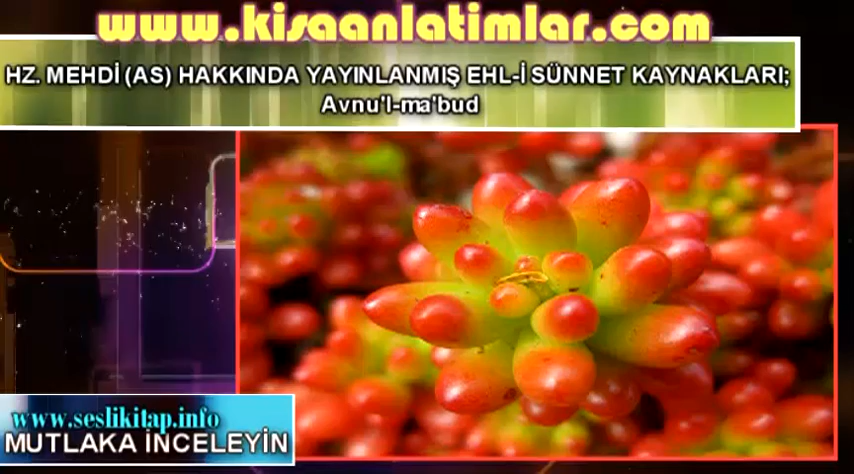 www.kisaanlatimlar.com
HZ. MEHDİ (AS) HAKKINDA YAYINLANMIŞ EHL-İ SÜNNET KAYNAKLARI;
Avnu'l-ma'bud
www.seslikitap.info
MUTLAKA İNCELEYİN